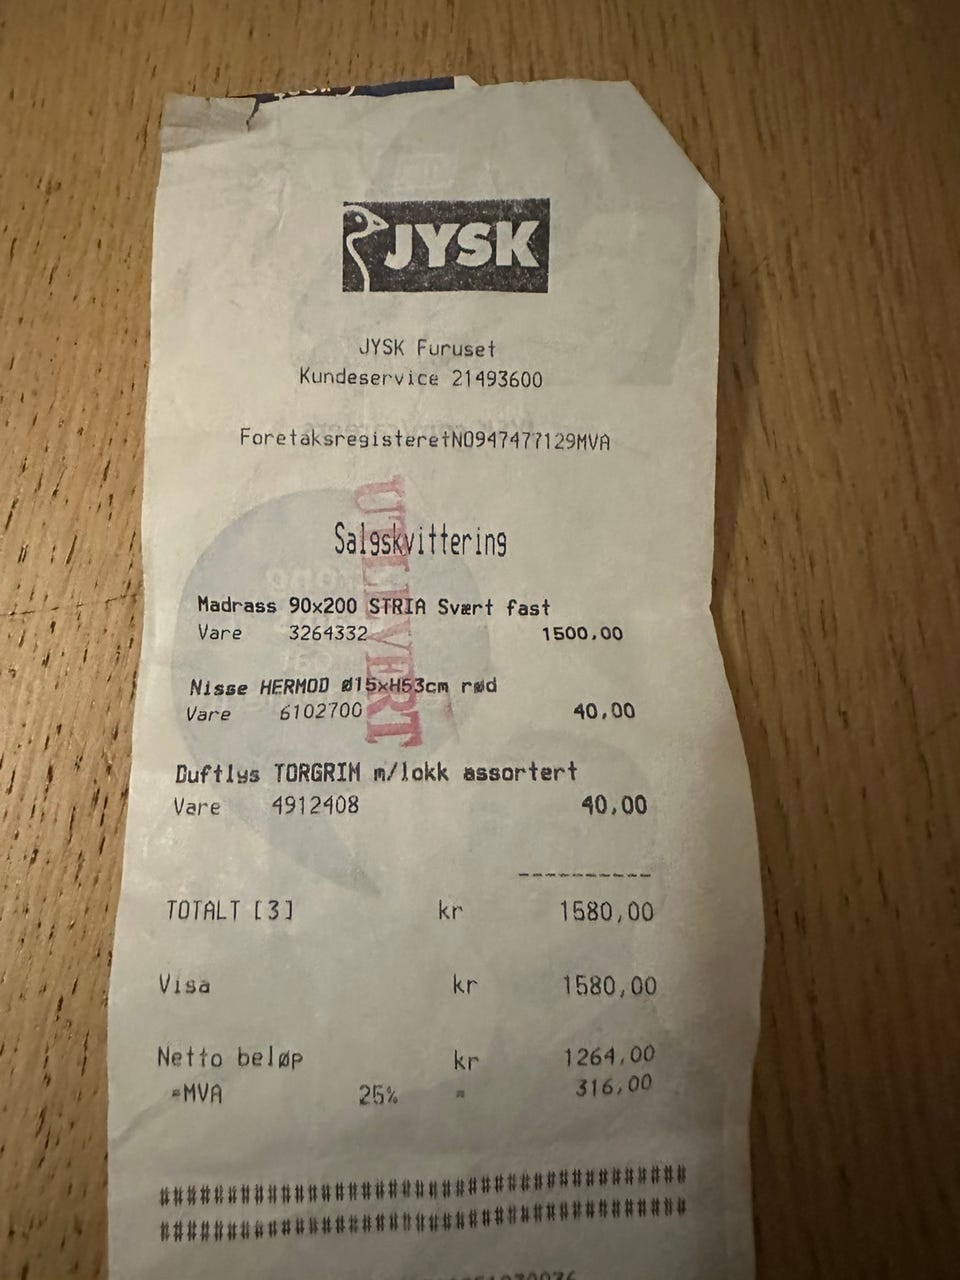 JYSK
JYSK Furuset
Kundeservice 21493600
ForetaksregisteretNO947477129MVA
Salgskvittering
UTLEVERT
Madrass 90x200 STRIA Svært fast
Vare 3264332 1500,00
Nisse HERMOD Ø15xH53cm rød
Vare 6102700 40,00
Duftlys TORGRIM m/lokk assortert
Vare 4912408 40,00
TOTALT [3] kr 1580,00
Visa kr 1580,00
Netto beløp kr 1264,00
=MVA 25% = 316,00
########################################
########################################